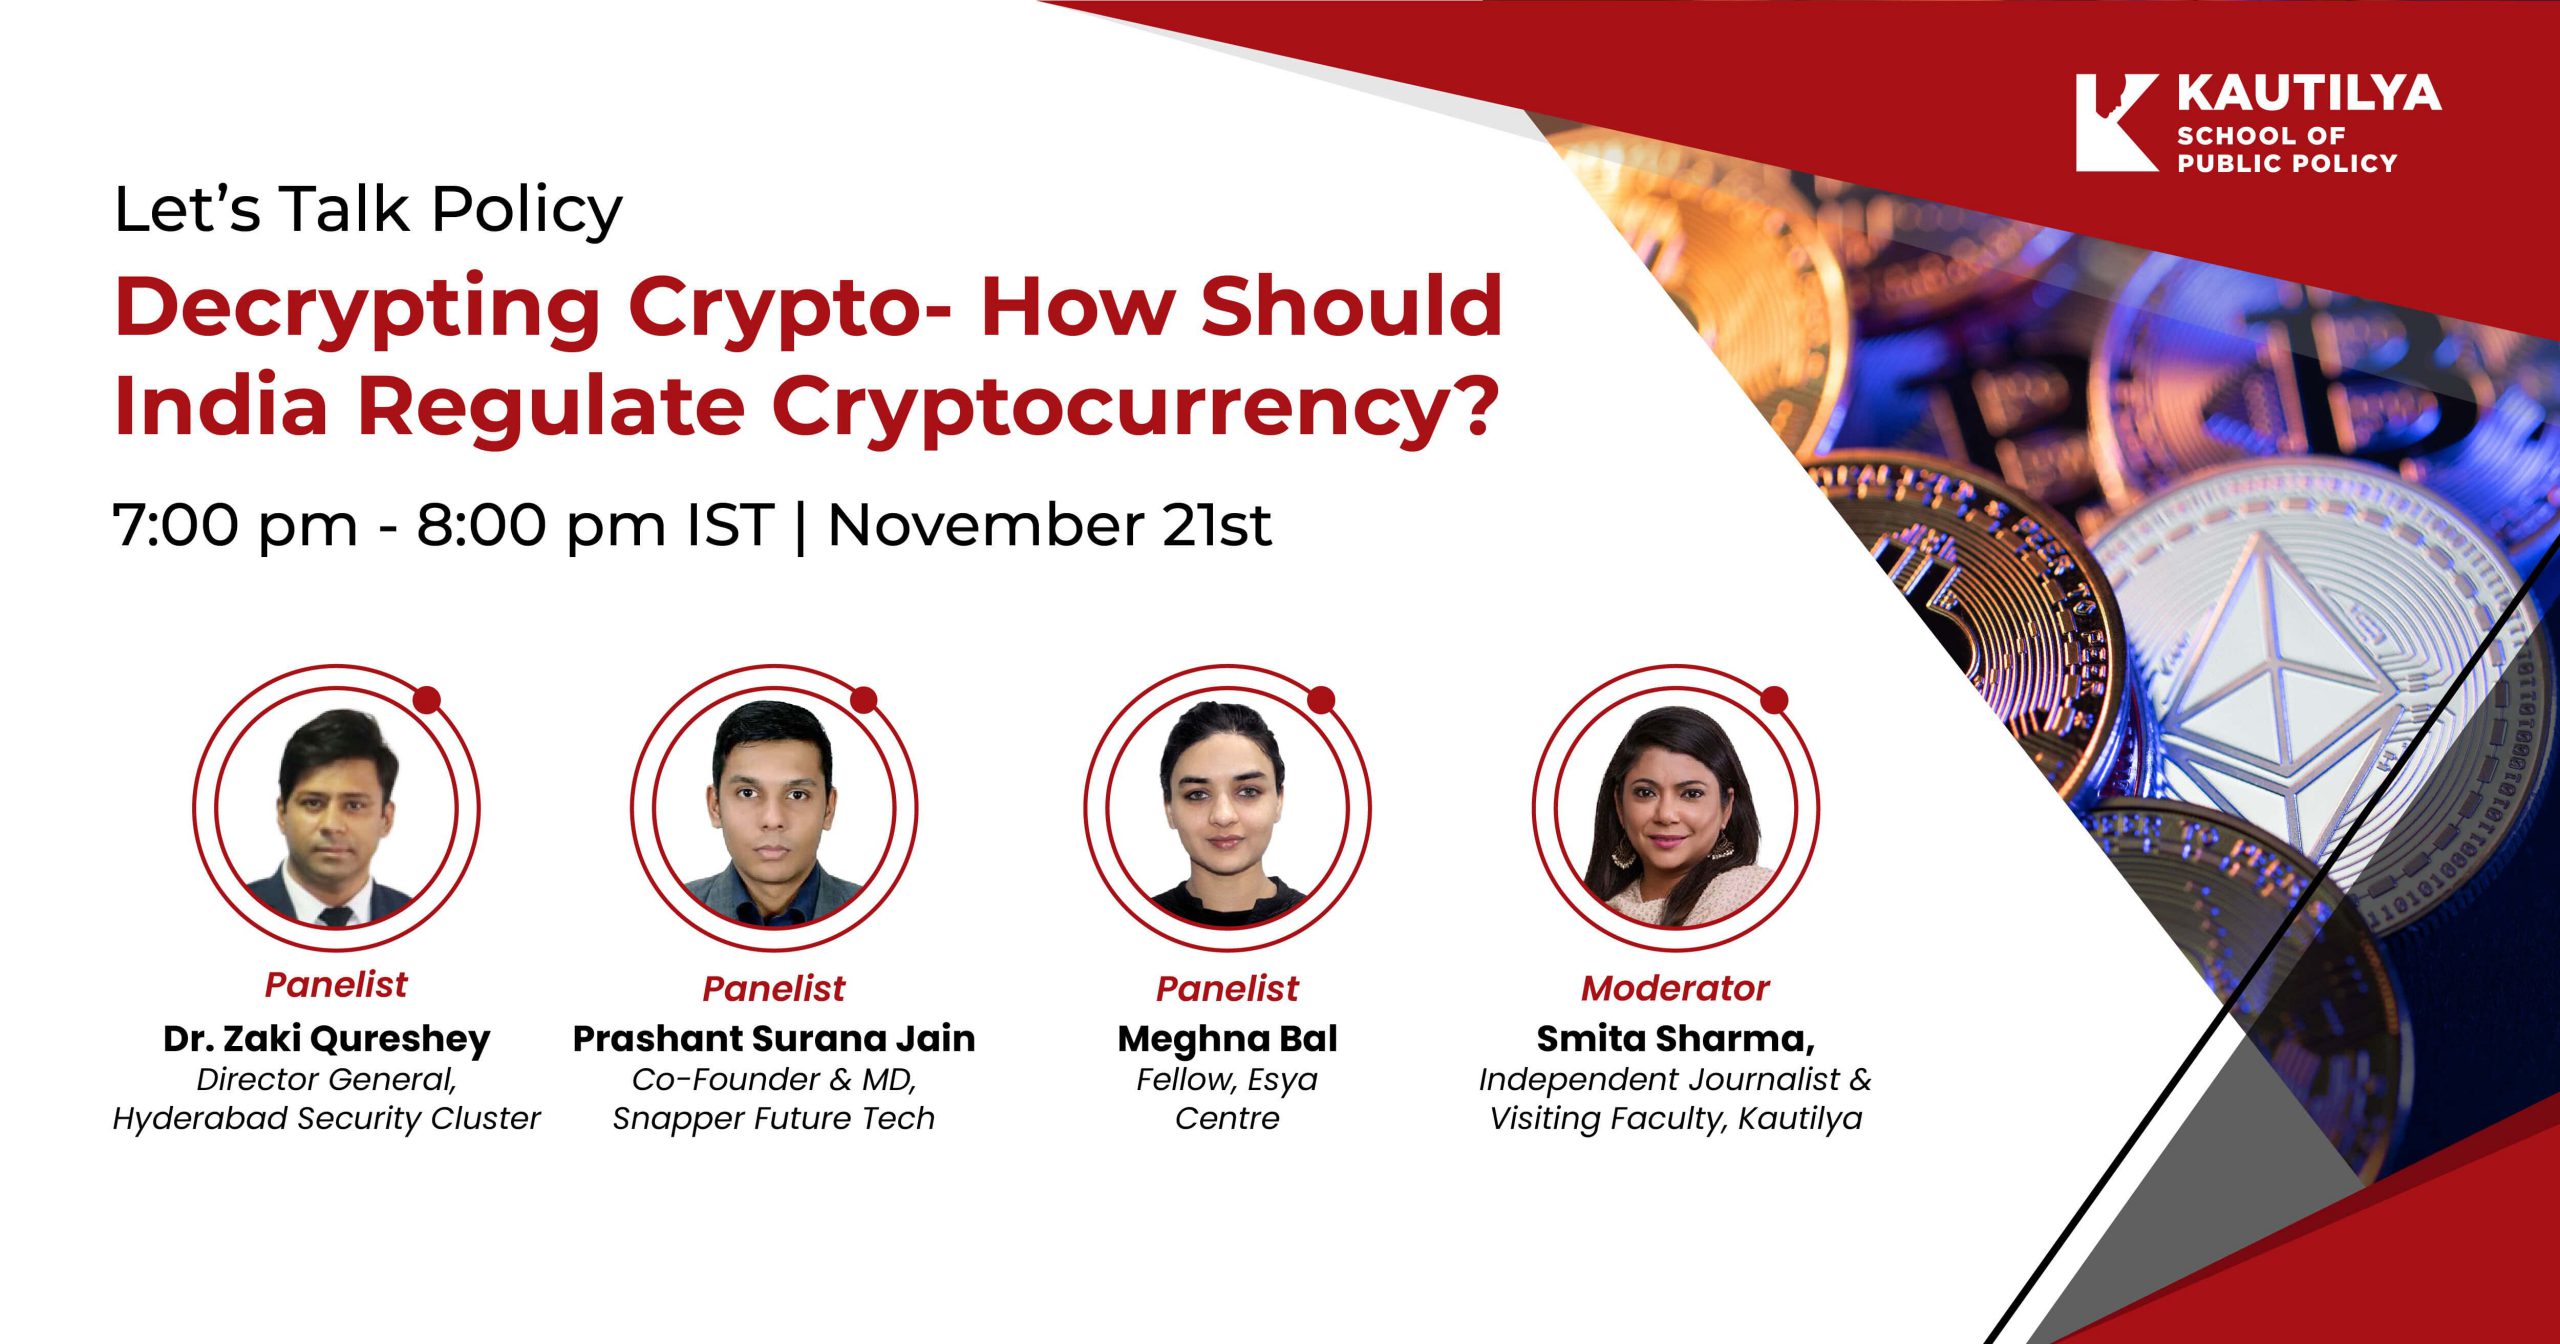 KAUTILYA
SCHOOL OF
PUBLIC POLICY
Let’s Talk Policy
Decrypting Crypto- How Should
India Regulate Cryptocurrency?
7:00 pm - 8:00 pm IST | November 21st
Panelist
Dr. Zaki Qureshey
Director General,
Hyderabad Security Cluster
Panelist
Prashant Surana Jain
Co-Founder & MD,
Snapper Future Tech
Panelist
Meghna Bal
Fellow, Esya
Centre
Moderator
Smita Sharma,
Independent Journalist &
Visiting Faculty, Kautilya